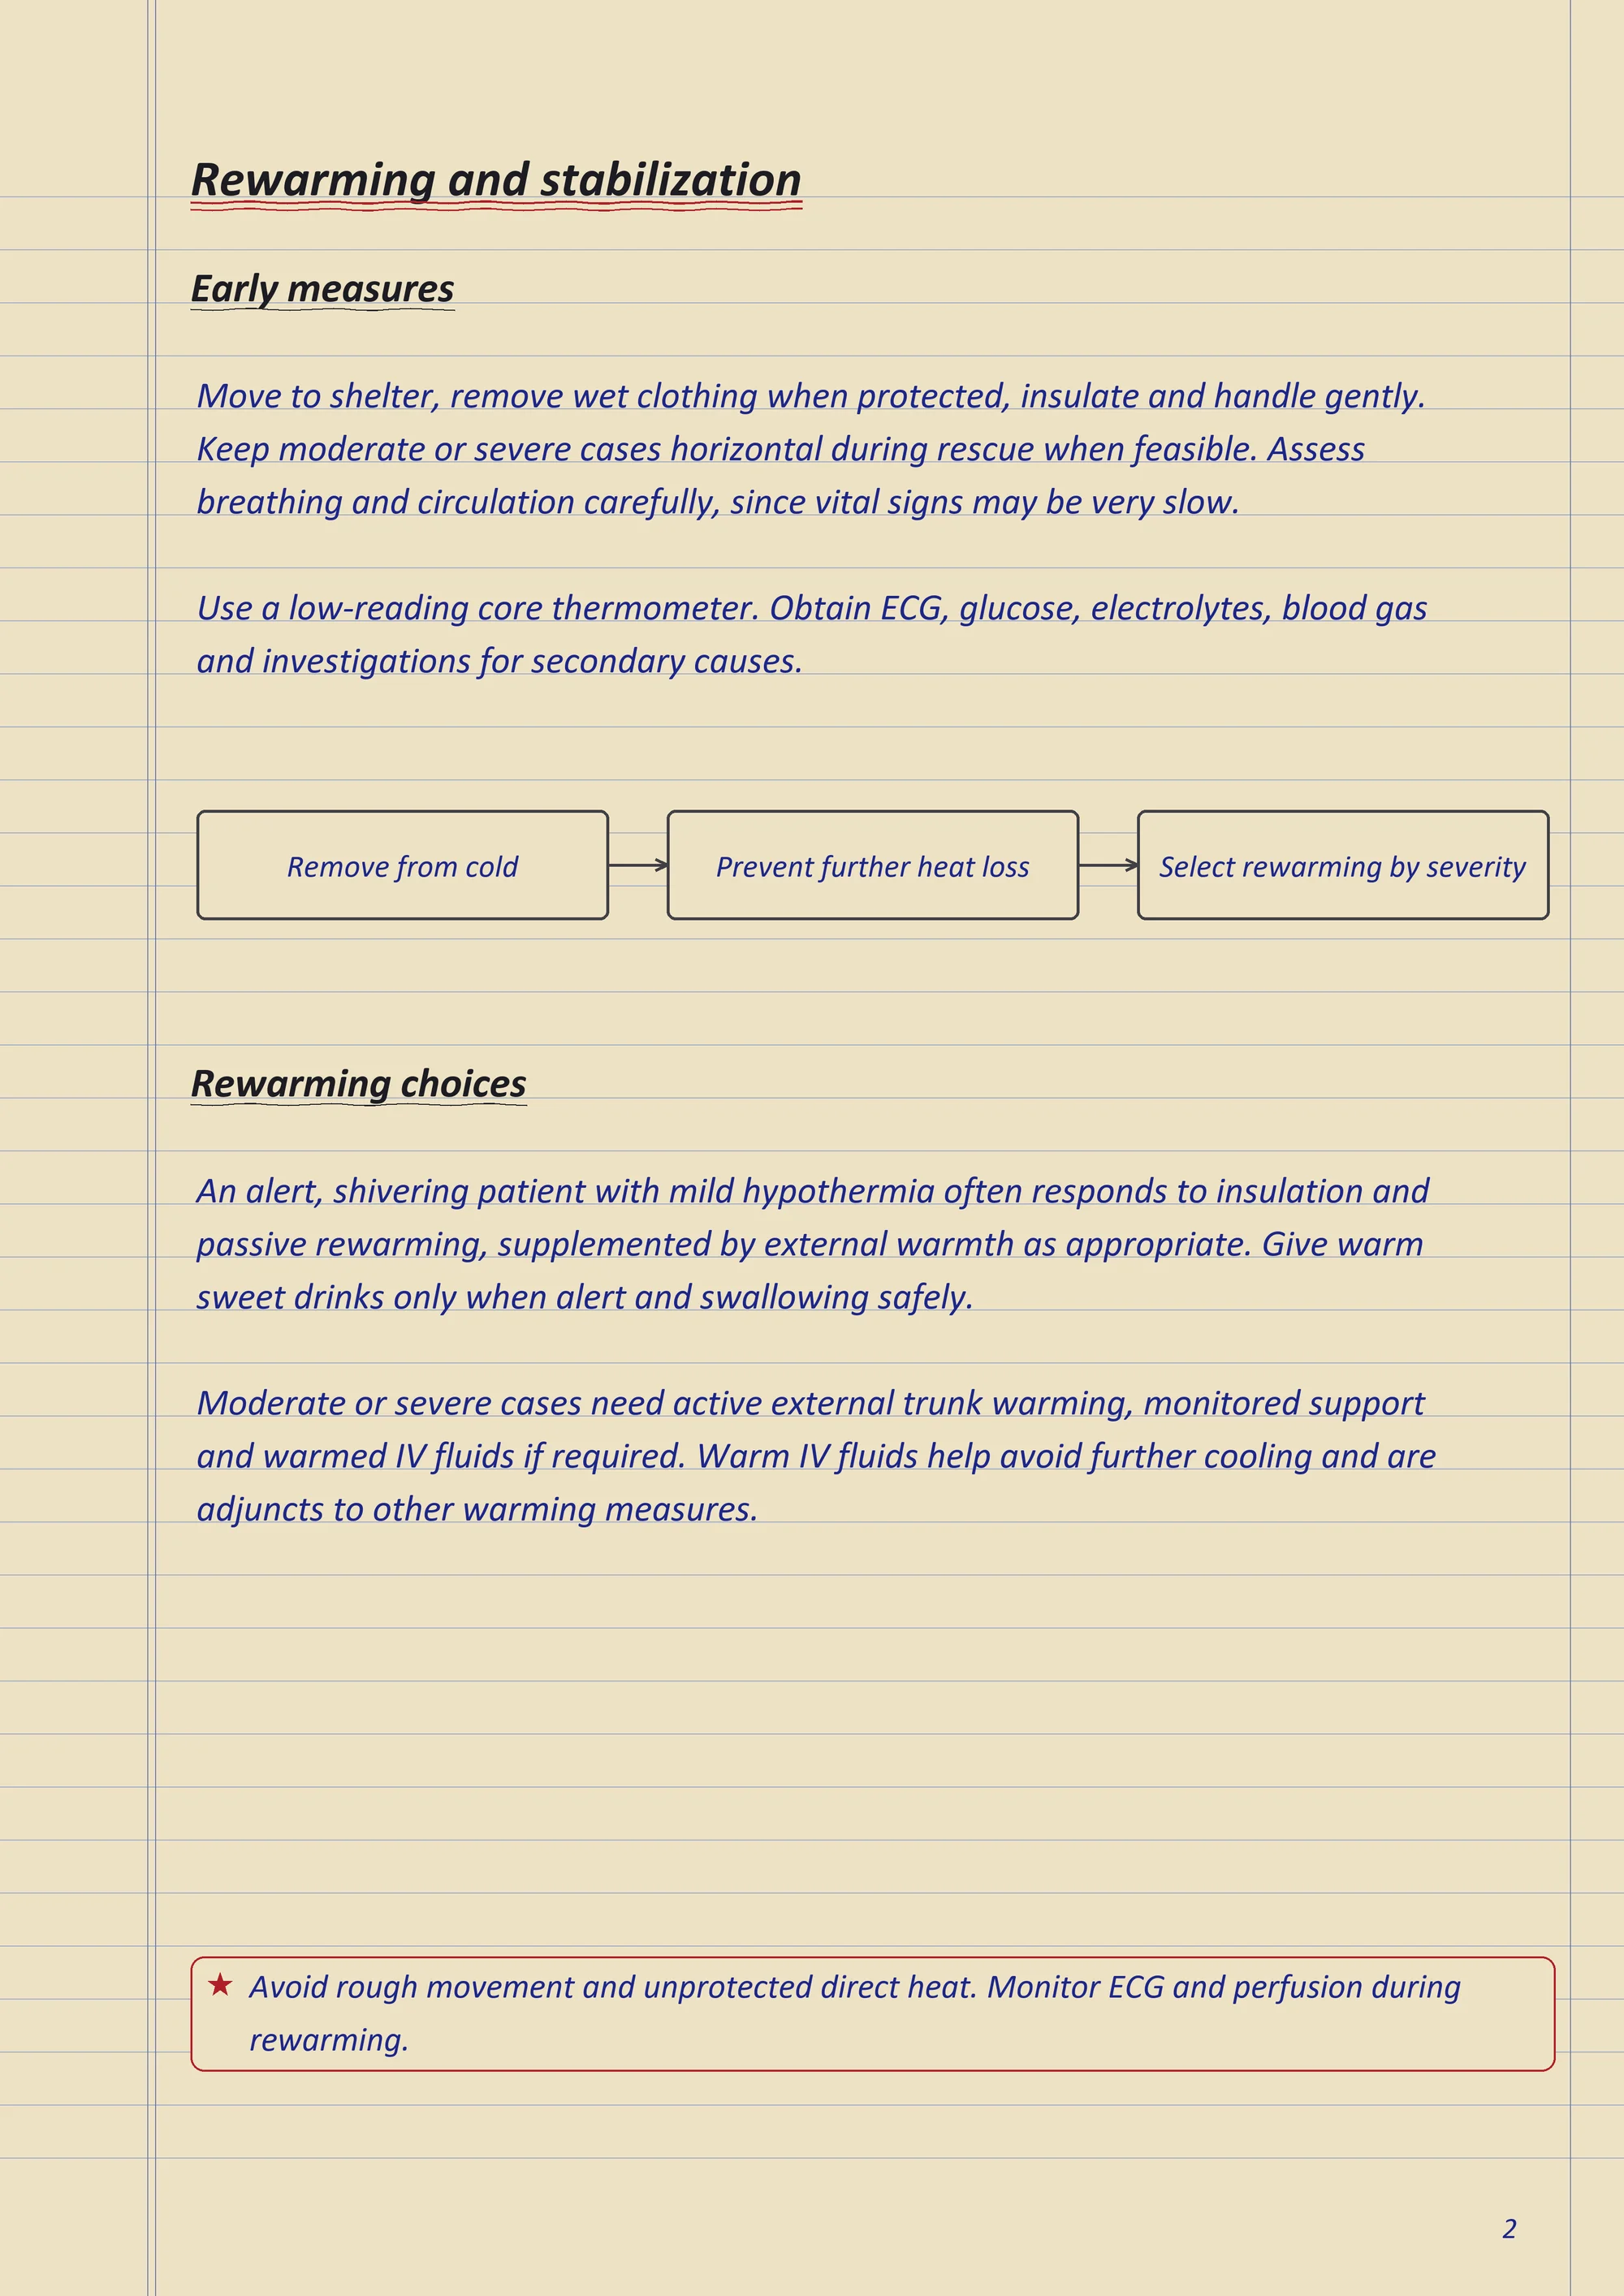 Rewarming and stabilization
Early measures
Move to shelter, remove wet clothing when protected, insulate and handle gently.
Keep moderate or severe cases horizontal during rescue when feasible. Assess
breathing and circulation carefully, since vital signs may be very slow.
Use a low-reading core thermometer. Obtain ECG, glucose, electrolytes, blood gas
and investigations for secondary causes.
Remove from cold
Prevent further heat loss
Select rewarming by severity
Rewarming choices
An alert, shivering patient with mild hypothermia often responds to insulation and
passive rewarming, supplemented by external warmth as appropriate. Give warm
sweet drinks only when alert and swallowing safely.
Moderate or severe cases need active external trunk warming, monitored support
and warmed IV fluids if required. Warm IV fluids help avoid further cooling and are
adjuncts to other warming measures.
★ Avoid rough movement and unprotected direct heat. Monitor ECG and perfusion during
rewarming.
2